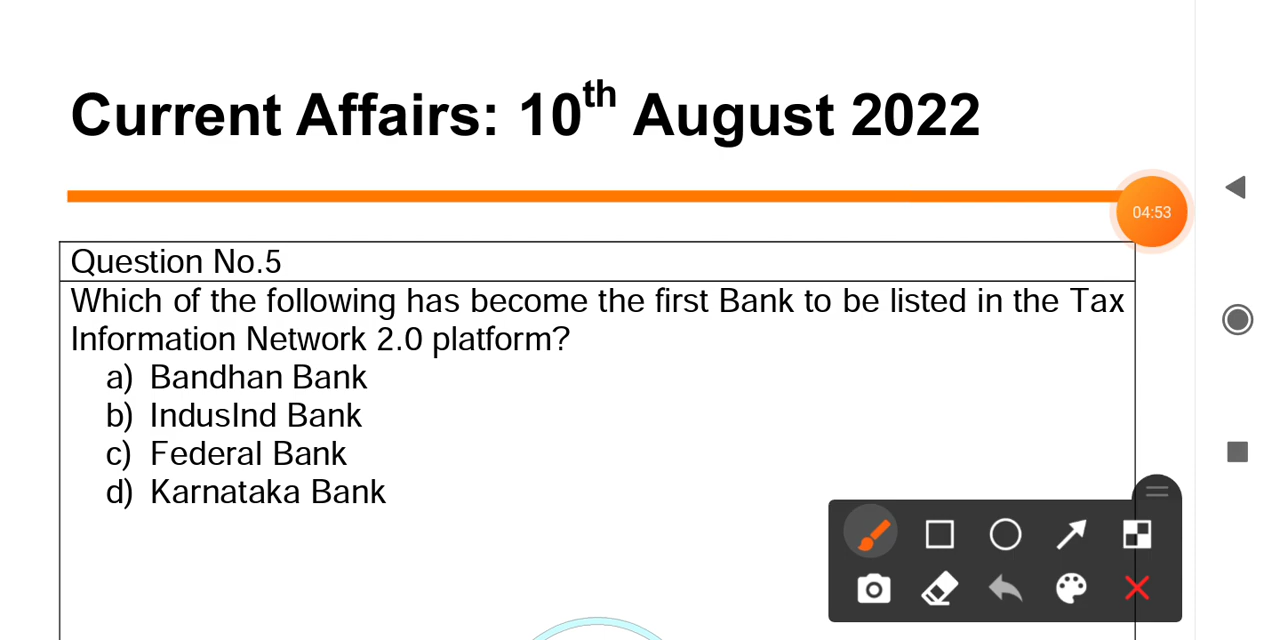 Current Affairs: 10th August 2022
04:53
Question No.5
Which of the following has become the first Bank to be listed in the Tax
Information Network 2.0 platform?
a) Bandhan Bank
b) IndusInd Bank
c) Federal Bank
d) Karnataka Bank